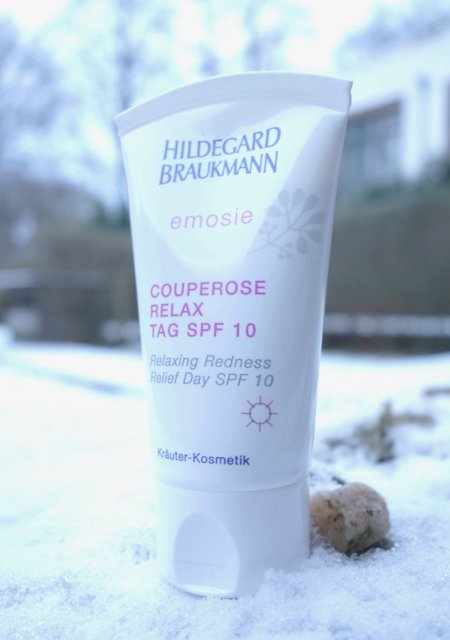 HILDEGARD
BRAUKMANN
emosie
COUPEROSE
RELAX
TAG SPF 10
Relaxing Redness
Relief Day SPF 10
Kräuter-Kosmetik